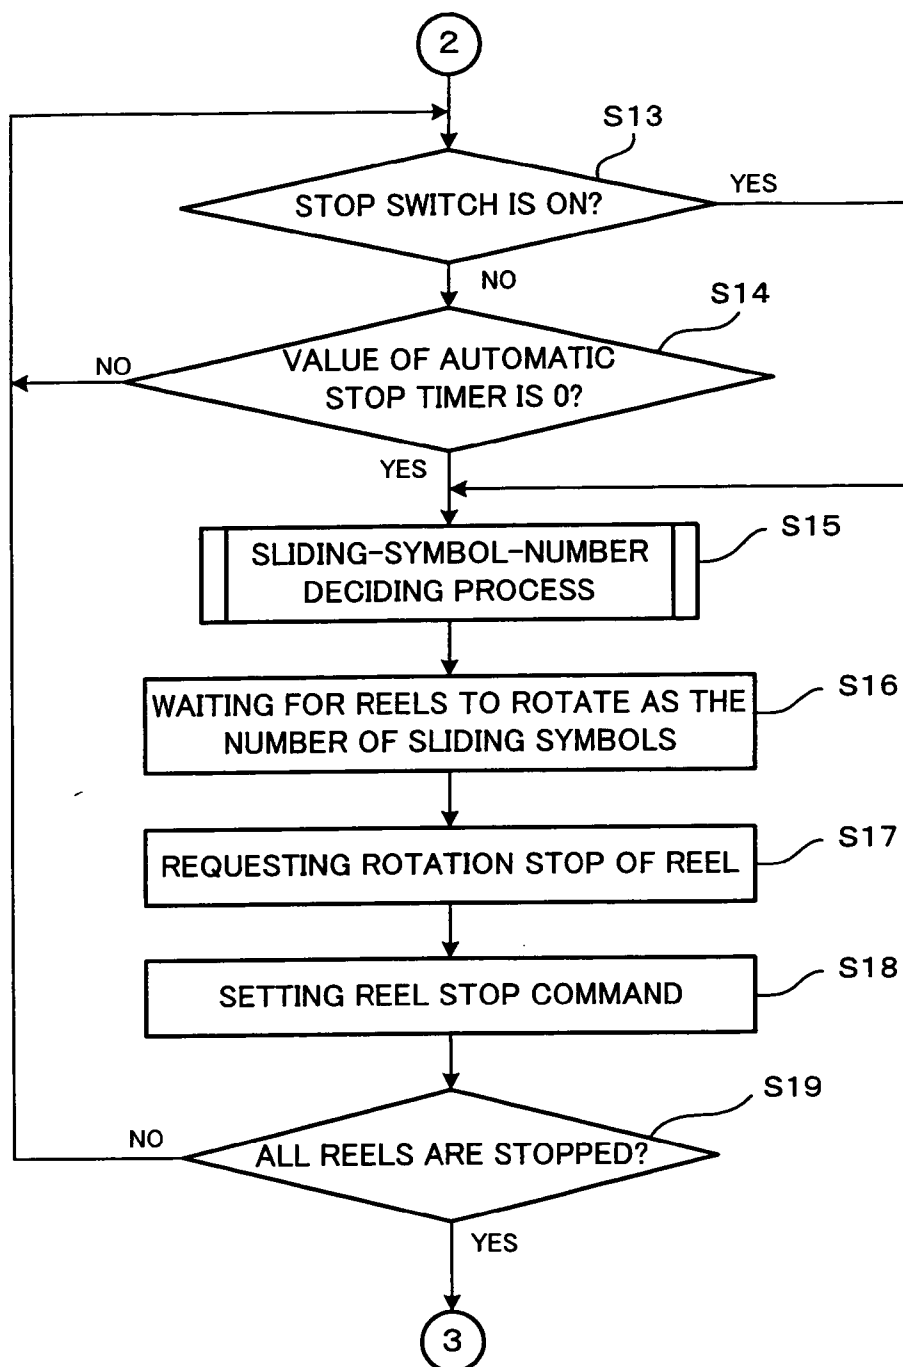 2
S13
STOP SWITCH IS ON?
YES
NO
S14
VALUE OF AUTOMATIC
STOP TIMER IS 0?
NO
YES
S15
SLIDING-SYMBOL-NUMBER
DECIDING PROCESS
S16
WAITING FOR REELS TO ROTATE AS THE
NUMBER OF SLIDING SYMBOLS
S17
REQUESTING ROTATION STOP OF REEL
S18
SETTING REEL STOP COMMAND
S19
ALL REELS ARE STOPPED?
NO
YES
3